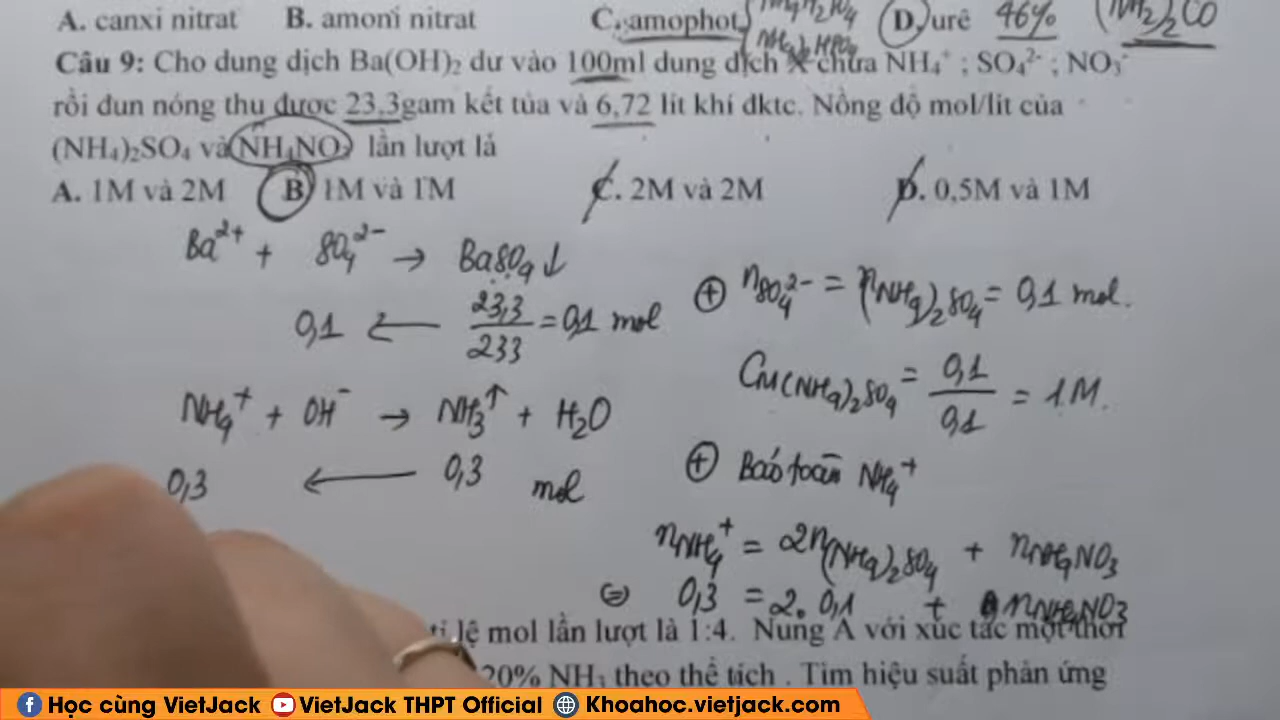 A. canxi nitrat B. amoni nitrat C. amophot NH4H2PO4 D. urê 46% (NH2)2CO
(NH4)2HPO4
Câu 9: Cho dung dịch Ba(OH)2 dư vào 100ml dung dịch X chứa NH4+ ; SO42- ; NO3-
rồi đun nóng thu được 23,3gam kết tủa và 6,72 lít khí đktc. Nồng độ mol/lít của
(NH4)2SO4 và NH4NO3 lần lượt là
A. 1M và 2M B. 1M và 1M C. 2M và 2M D. 0,5M và 1M
Ba2+ + SO42- → BaSO4 ↓
0,1 ← 23,3/233 = 0,1 mol
NH4+ + OH- → NH3↑ + H2O
0,3 ← 0,3 mol
⊕ nSO42- = n(NH4)2SO4 = 0,1 mol.
CM(NH4)2SO4 = 0,1/0,1 = 1M.
⊕ Bảo toàn NH4+
nNH4+ = 2n(NH4)2SO4 + nNH4NO3
⇔ 0,3 = 2. 0,1 + nNH4NO3
tỉ lệ mol lần lượt là 1:4. Nung A với xúc tác một thời
20% NH3 theo thể tích . Tìm hiệu suất phản ứng
Học cùng VietJack VietJack THPT Official Khoahoc.vietjack.com